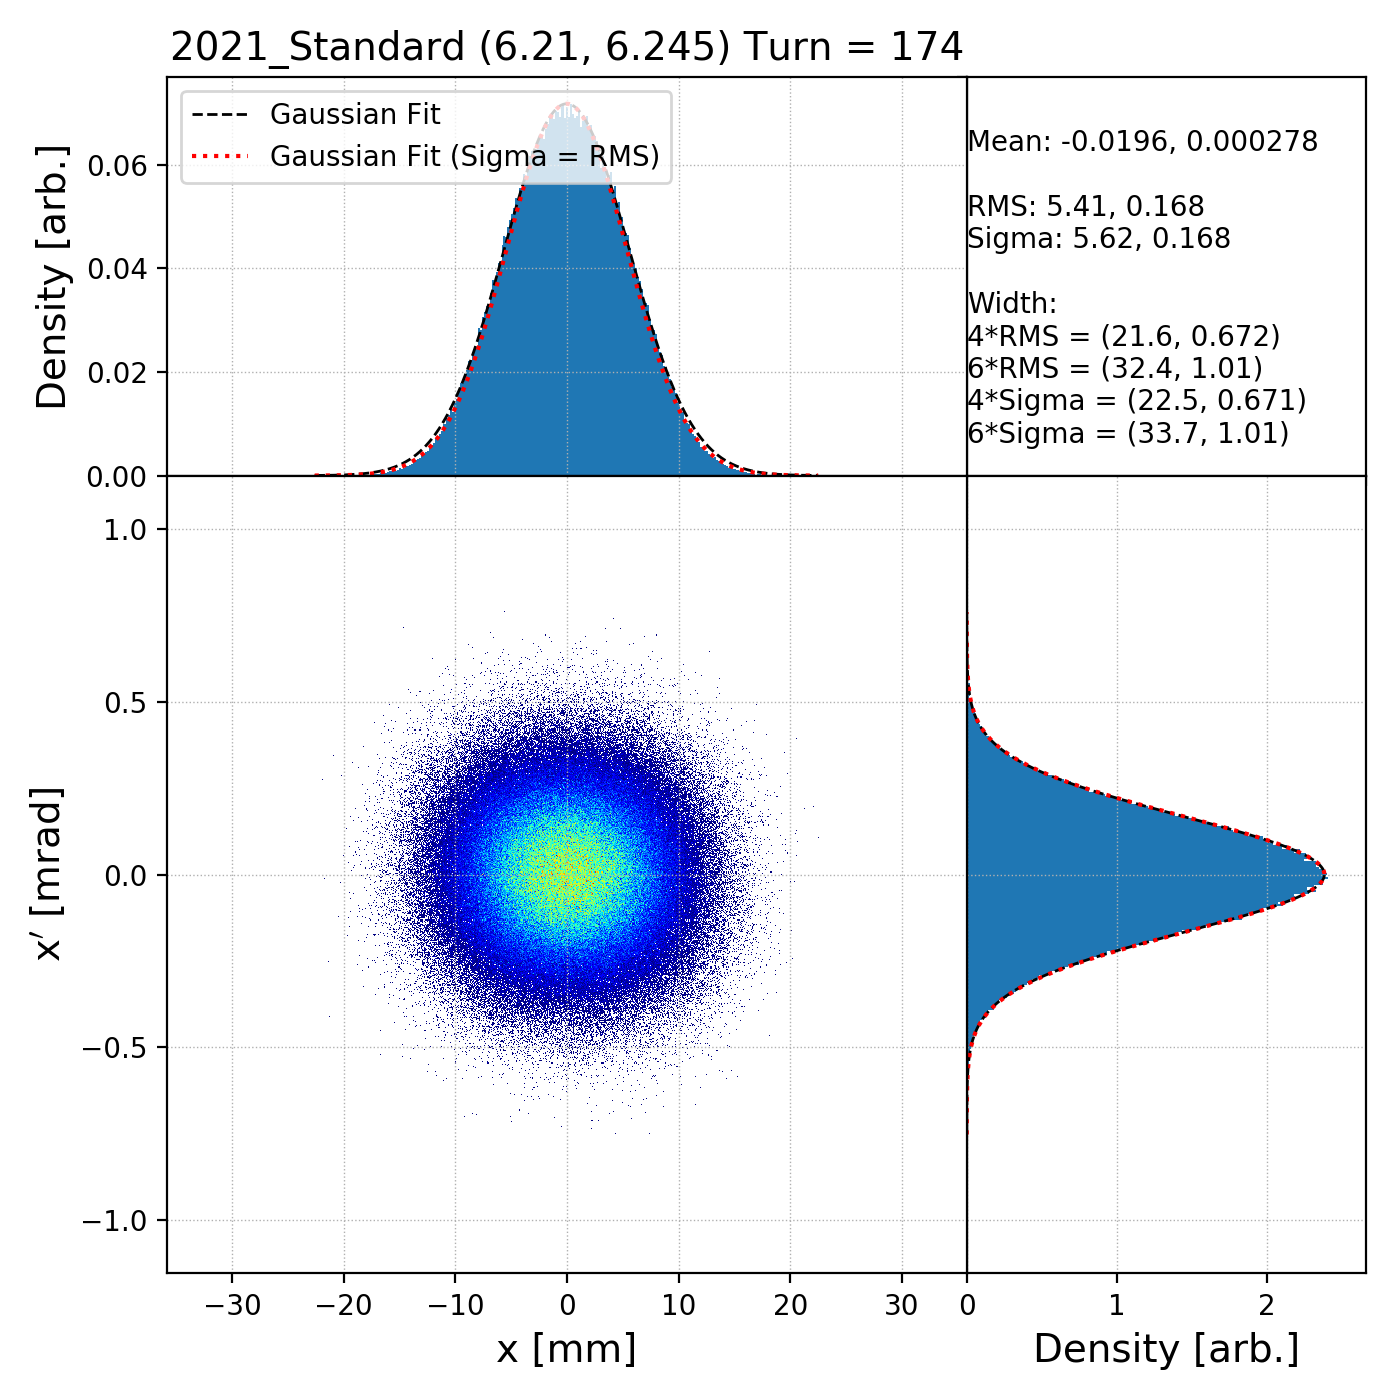 2021_Standard (6.21, 6.245) Turn = 174
Gaussian Fit
Gaussian Fit (Sigma = RMS)
Density [arb.]
0.06
0.04
0.02
0.00
Mean: -0.0196, 0.000278
RMS: 5.41, 0.168
Sigma: 5.62, 0.168
Width:
4*RMS = (21.6, 0.672)
6*RMS = (32.4, 1.01)
4*Sigma = (22.5, 0.671)
6*Sigma = (33.7, 1.01)
x′ [mrad]
1.0
0.5
0.0
−0.5
−1.0
−30 −20 −10 0 10 20 30
x [mm]
0 1 2
Density [arb.]